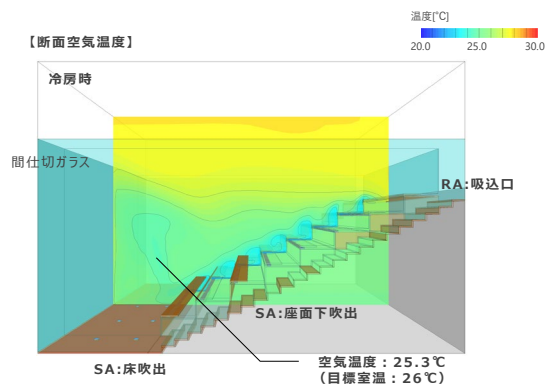 温度[℃]
【断面空気温度】
20.0 25.0 30.0
冷房時
間仕切ガラス
RA:吸込口
SA:座面下吹出
SA:床吹出
空気温度：25.3℃
（目標室温：26℃）